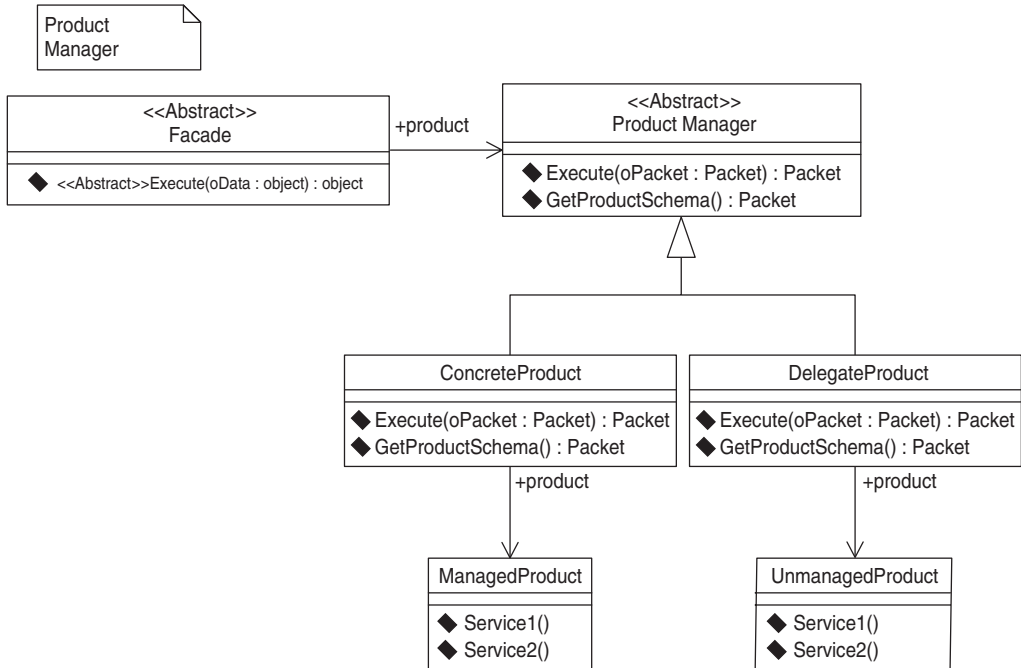 Product
Manager
<<Abstract>>
Facade
<<Abstract>>Execute(oData : object) : object
+product
<<Abstract>>
Product Manager
Execute(oPacket : Packet) : Packet
GetProductSchema() : Packet
ConcreteProduct
Execute(oPacket : Packet) : Packet
GetProductSchema() : Packet
DelegateProduct
Execute(oPacket : Packet) : Packet
GetProductSchema() : Packet
+product
+product
ManagedProduct
Service1()
Service2()
UnmanagedProduct
Service1()
Service2()